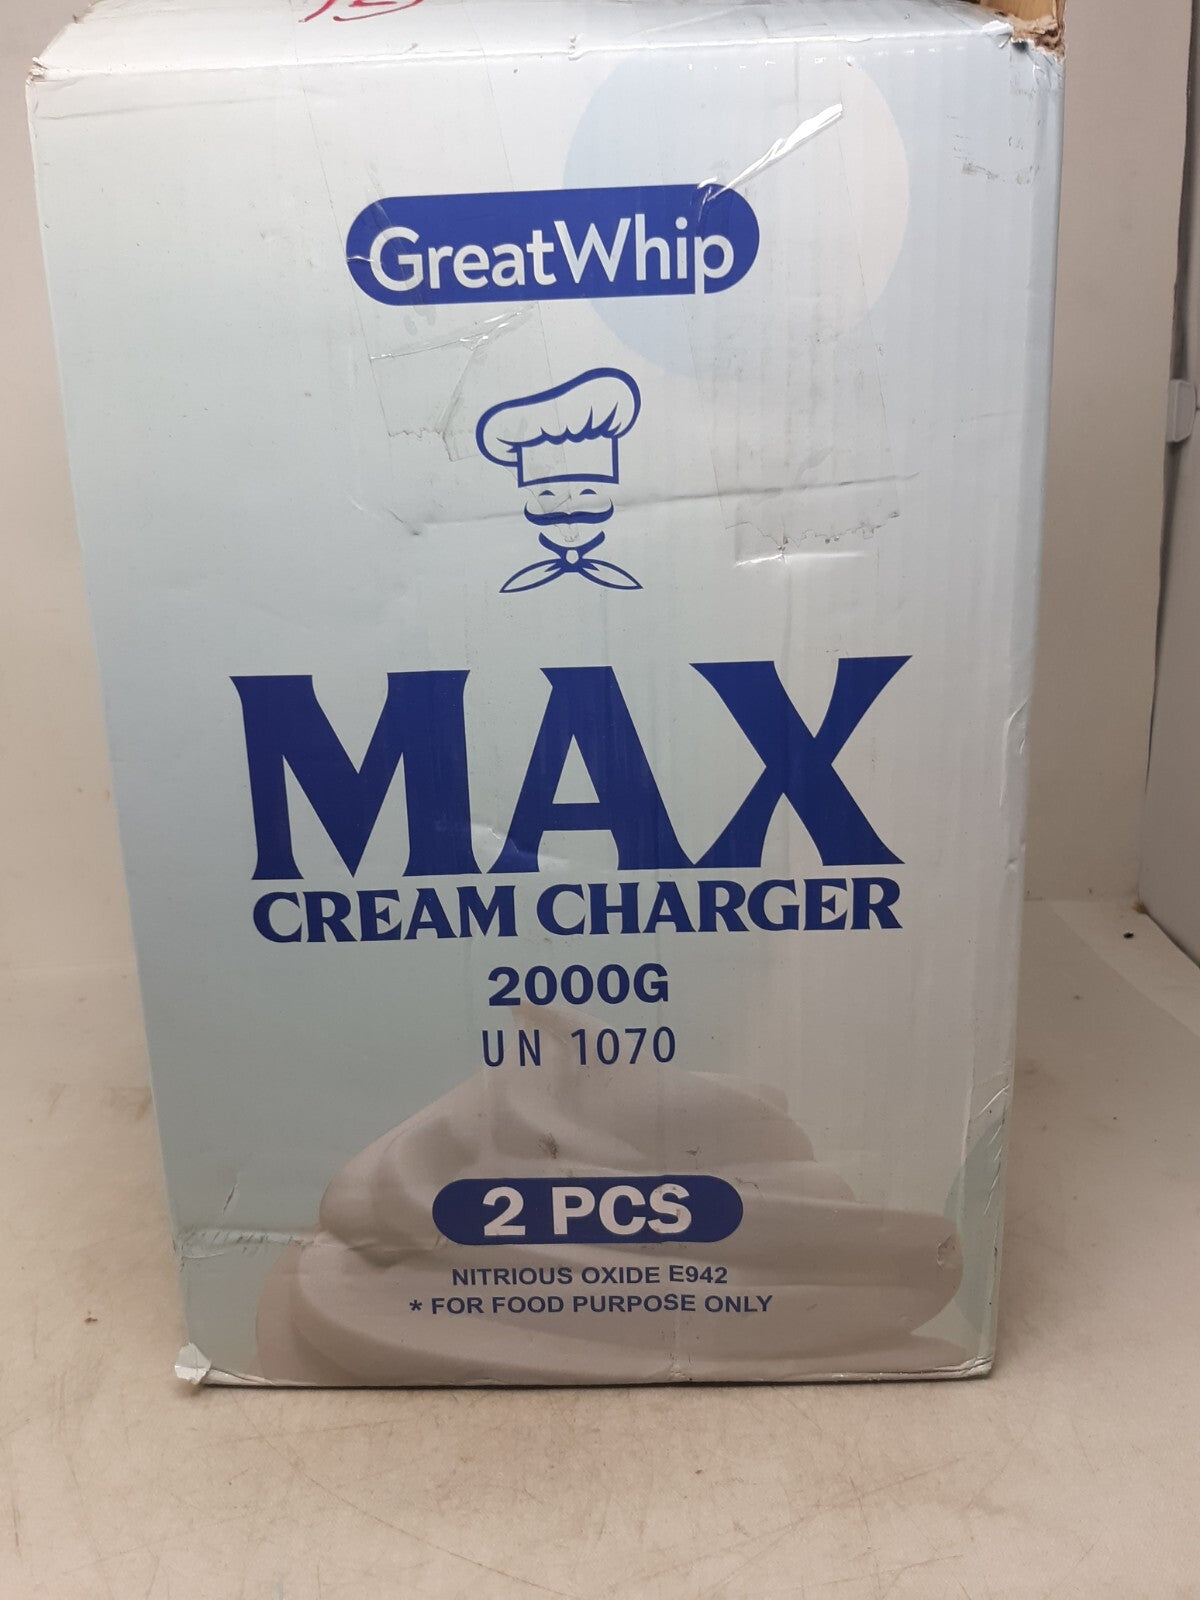 GreatWhip
MAX
CREAM CHARGER
2000G
UN 1070
2 PCS
NITRIOUS OXIDE E942
* FOR FOOD PURPOSE ONLY